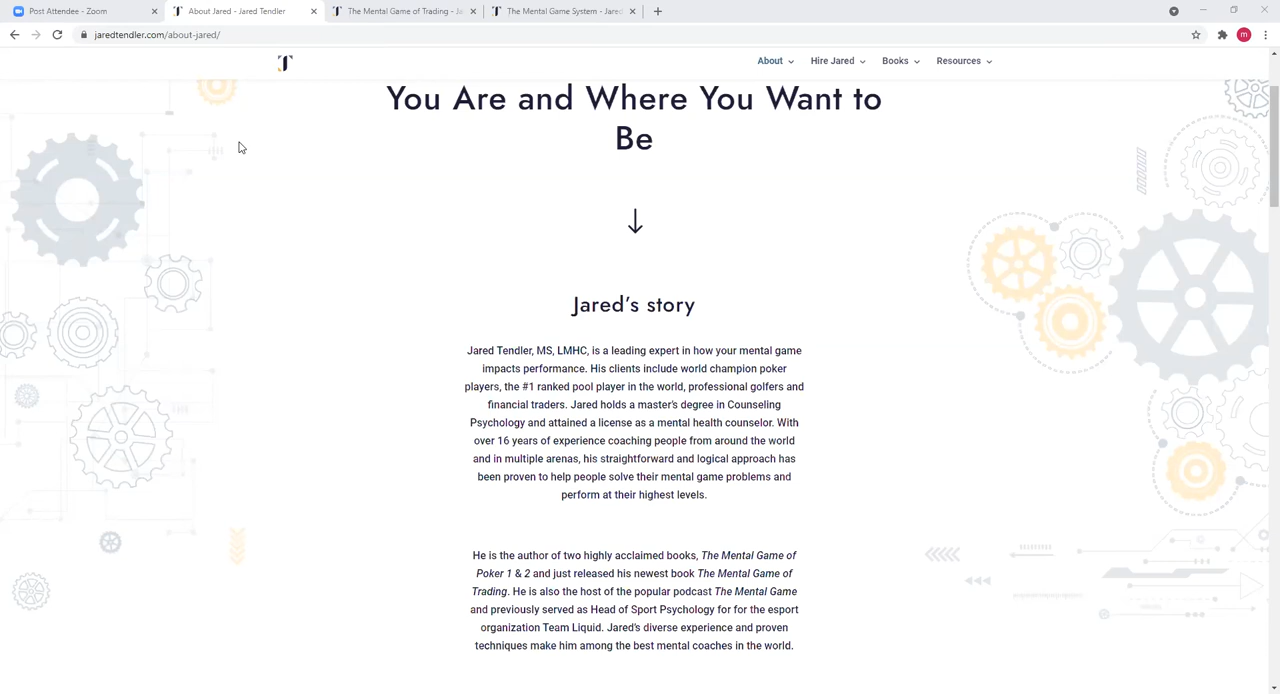 Post Attendee - Zoom
About Jared - Jared Tendler
The Mental Game of Trading - Ja
The Mental Game System - Jared
m
jaredtendler.com/about-jared/
About
Hire Jared
Books
Resources
You Are and Where You Want to
Be
Jared's story
Jared Tendler, MS, LMHC, is a leading expert in how your mental game
impacts performance. His clients include world champion poker
players, the #1 ranked pool player in the world, professional golfers and
financial traders. Jared holds a master's degree in Counseling
Psychology and attained a license as a mental health counselor. With
over 16 years of experience coaching people from around the world
and in multiple arenas, his straightforward and logical approach has
been proven to help people solve their mental game problems and
perform at their highest levels.
He is the author of two highly acclaimed books, The Mental Game of
Poker 1 & 2 and just released his newest book The Mental Game of
Trading. He is also the host of the popular podcast The Mental Game
and previously served as Head of Sport Psychology for for the esport
organization Team Liquid. Jared's diverse experience and proven
techniques make him among the best mental coaches in the world.